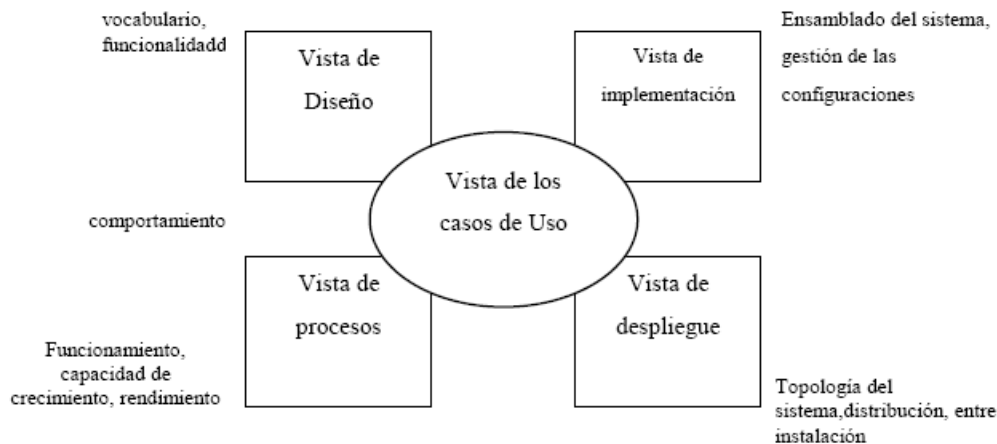 vocabulario,
funcionalidadd
Vista de
Diseño
Vista de
implementación
Ensamblado del sistema,
gestión de las
configuraciones
Vista de los
casos de Uso
comportamiento
Vista de
procesos
Vista de
despliegue
Funcionamiento,
capacidad de
crecimiento, rendimiento
Topología del
sistema,distribución, entre
instalación